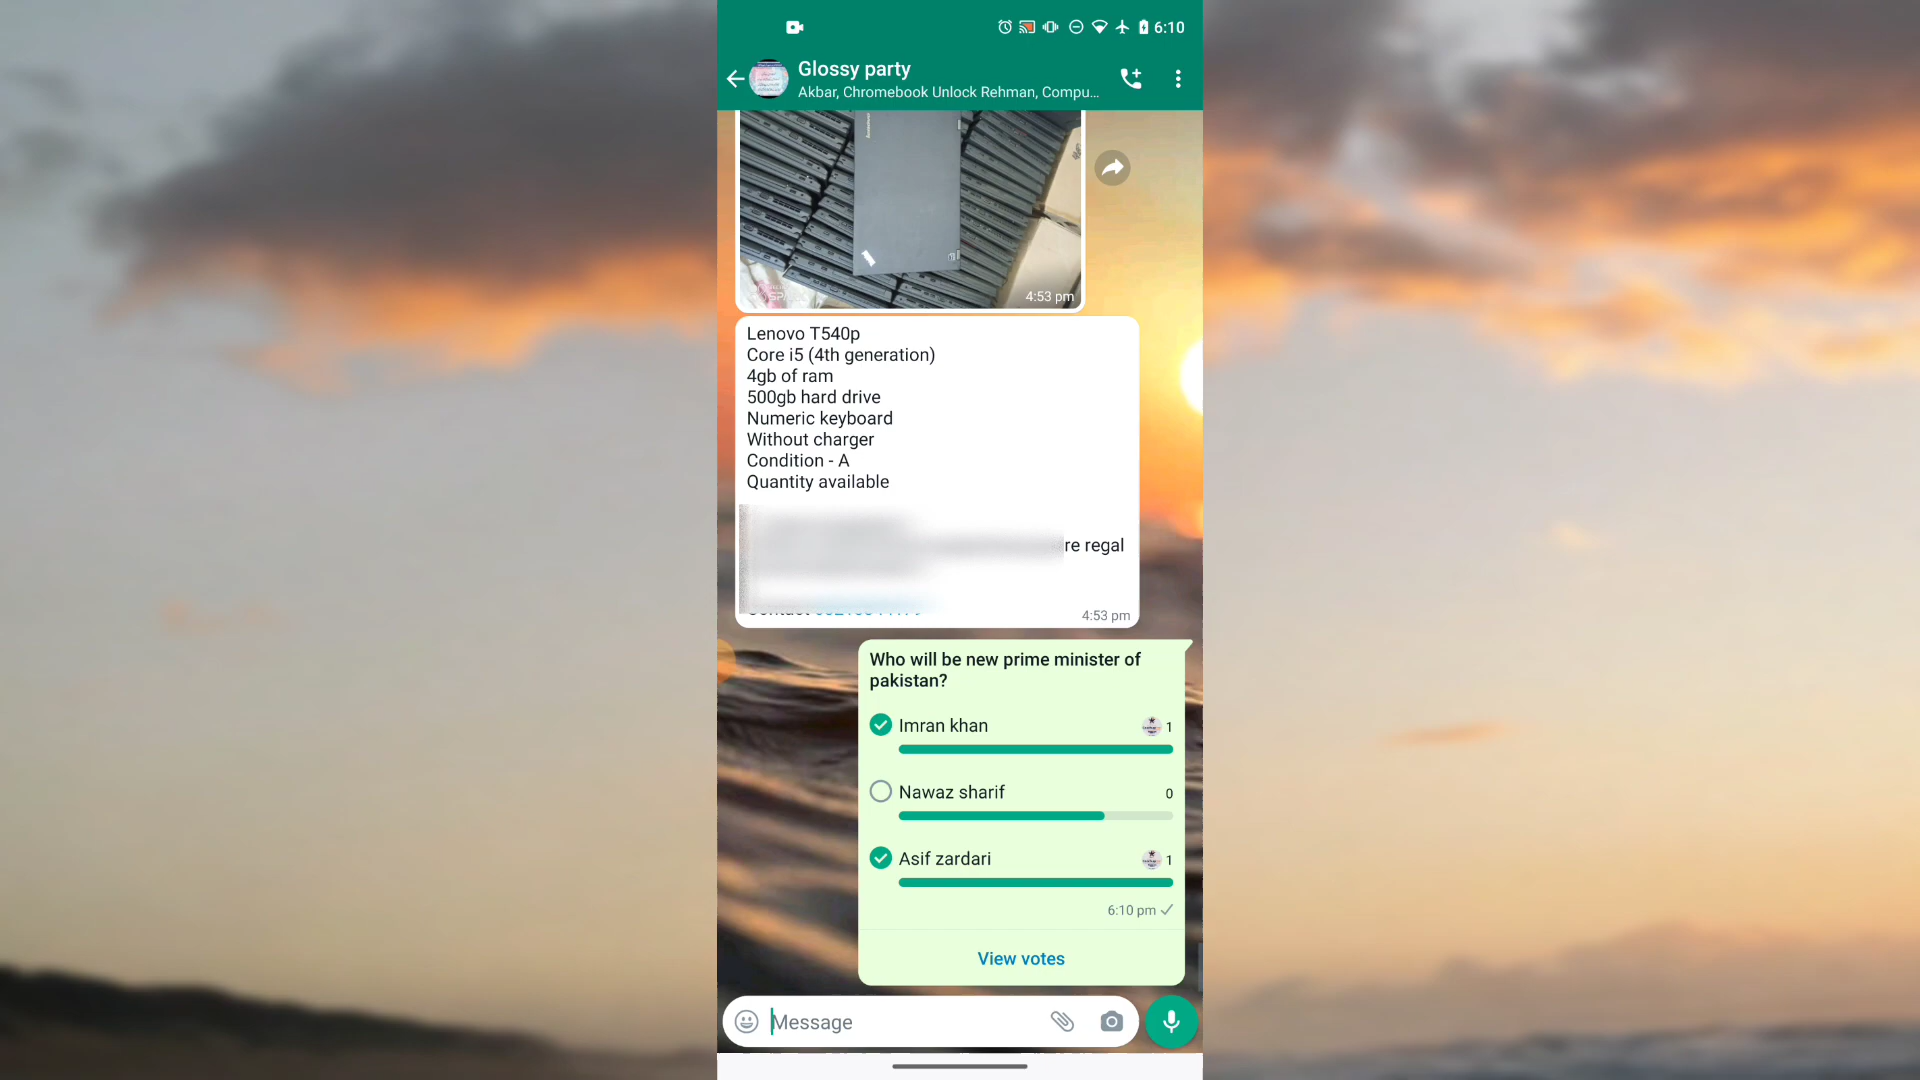 6:10
Glossy party
Akbar, Chromebook Unlock Rehman, Compu...
4:53 pm
Lenovo T540p
Core i5 (4th generation)
4gb of ram
500gb hard drive
Numeric keyboard
Without charger
Condition - A
Quantity available
re regal
4:53 pm
Who will be new prime minister of
pakistan?
Imran khan 1
Nawaz sharif 0
Asif zardari 1
6:10 pm
View votes
Message